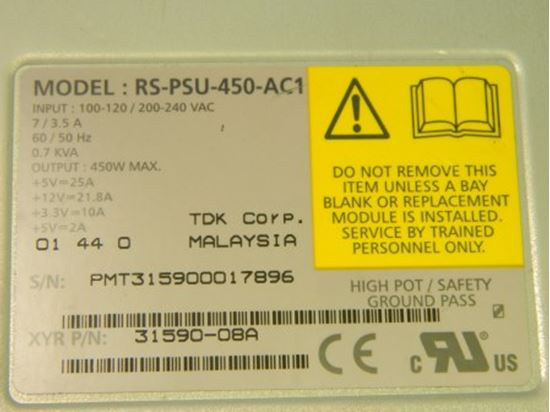 MODEL : RS-PSU-450-AC1
INPUT : 100-120 / 200-240 VAC
7 / 3.5 A
60 / 50 Hz
0.7 KVA
OUTPUT : 450W MAX.
+5V=25A
+12V=21.8A
+3.3V=10A
+5V=2A
TDK Corp.
01 44 0 MALAYSIA
S/N: PMT315900017896
XYR P/N: 31590-08A
DO NOT REMOVE THIS
ITEM UNLESS A BAY
BLANK OR REPLACEMENT
MODULE IS INSTALLED.
SERVICE BY TRAINED
PERSONNEL ONLY.
HIGH POT / SAFETY
GROUND PASS
CE c RU US